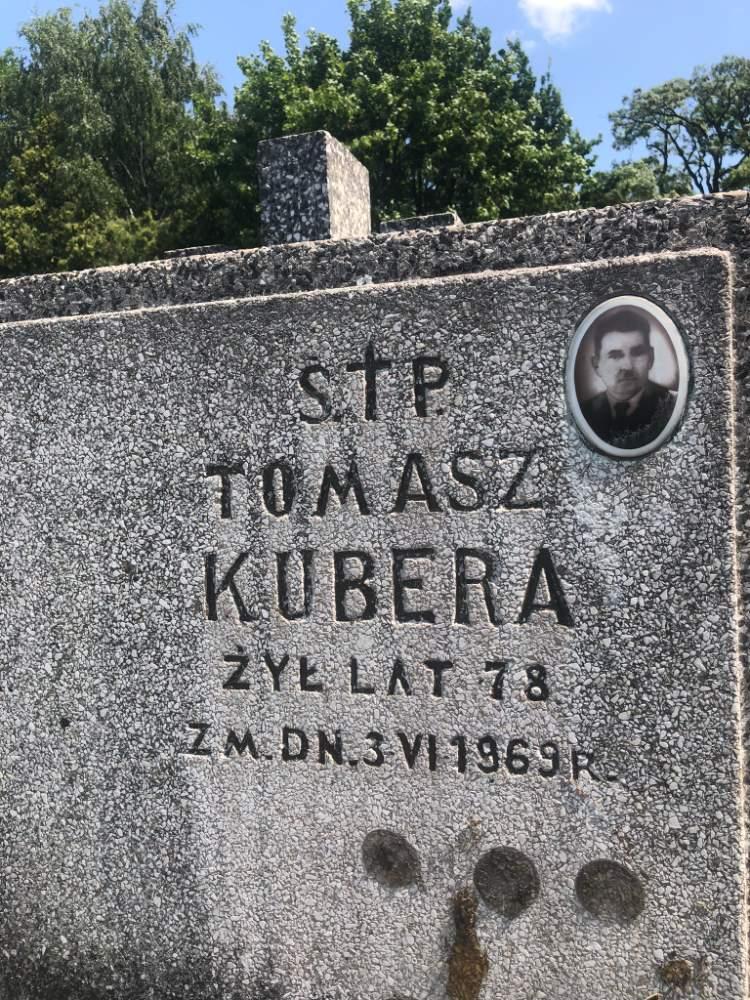 Ś.†P.
TOMASZ
KUBERA
ŻYŁ LAT 78
ZM. DN. 3 VI 1969 R.